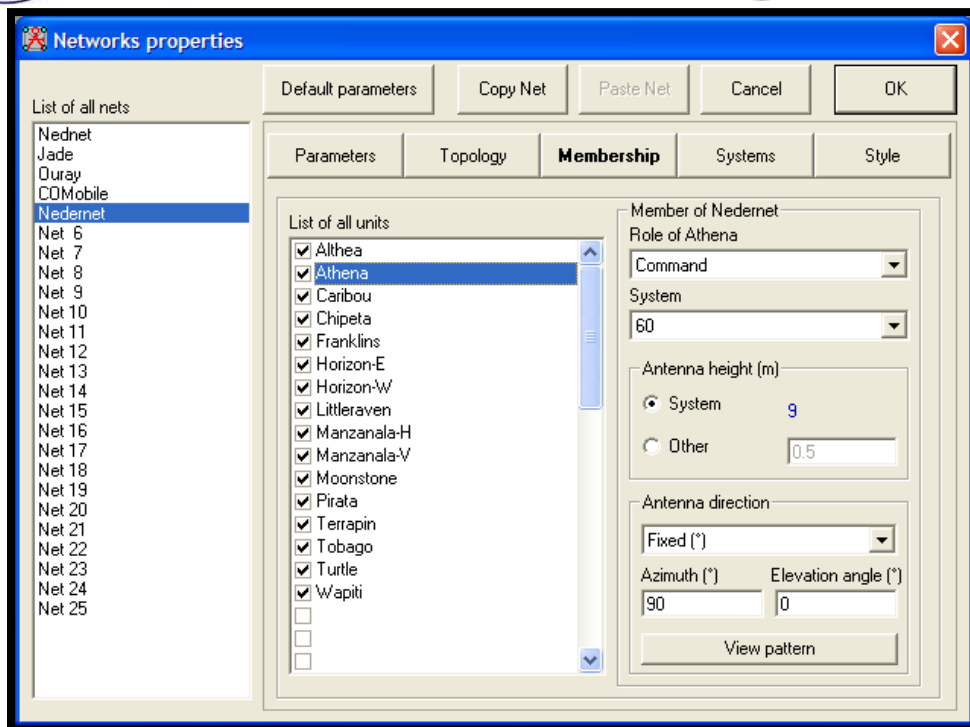 Networks properties
Default parameters
Copy Net
Paste Net
Cancel
OK
List of all nets
Nednet
Jade
Ouray
COMobile
Nedernet
Net 6
Net 7
Net 8
Net 9
Net 10
Net 11
Net 12
Net 13
Net 14
Net 15
Net 16
Net 17
Net 18
Net 19
Net 20
Net 21
Net 22
Net 23
Net 24
Net 25
Parameters
Topology
Membership
Systems
Style
List of all units
Althea
Athena
Caribou
Chipeta
Franklins
Horizon-E
Horizon-W
Littleraven
Manzanala-H
Manzanala-V
Moonstone
Pirata
Terrapin
Tobago
Turtle
Wapiti
Member of Nedernet
Role of Athena
Command
System
60
Antenna height (m)
System 9
Other 0.5
Antenna direction
Fixed (°)
Azimuth (°) Elevation angle (°)
90 0
View pattern